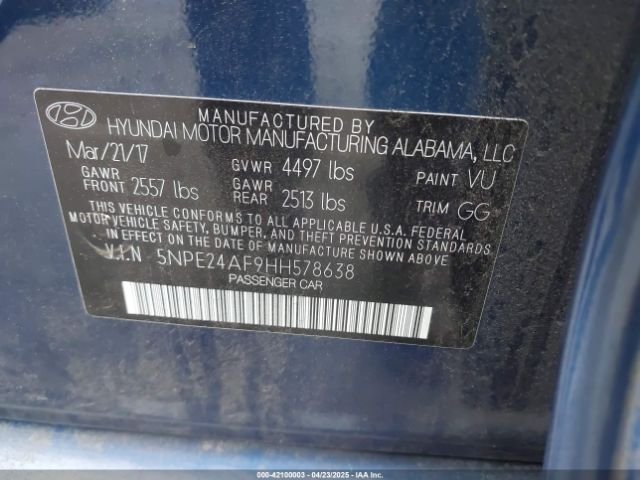 MANUFACTURED BY
HYUNDAI MOTOR MANUFACTURING ALABAMA, LLC
Mar/21/17 GVWR 4497 lbs PAINT VU
GAWR FRONT 2557 lbs GAWR REAR 2513 lbs TRIM GG
THIS VEHICLE CONFORMS TO ALL APPLICABLE U.S.A. FEDERAL
MOTOR VEHICLE SAFETY, BUMPER, AND THEFT PREVENTION STANDARDS
IN EFFECT ON THE DATE OF MANUFACTURE SHOWN ABOVE.
V.I.N 5NPE24AF9HH578638
PASSENGER CAR
000-42100003 04/23/2025 IAA Inc.